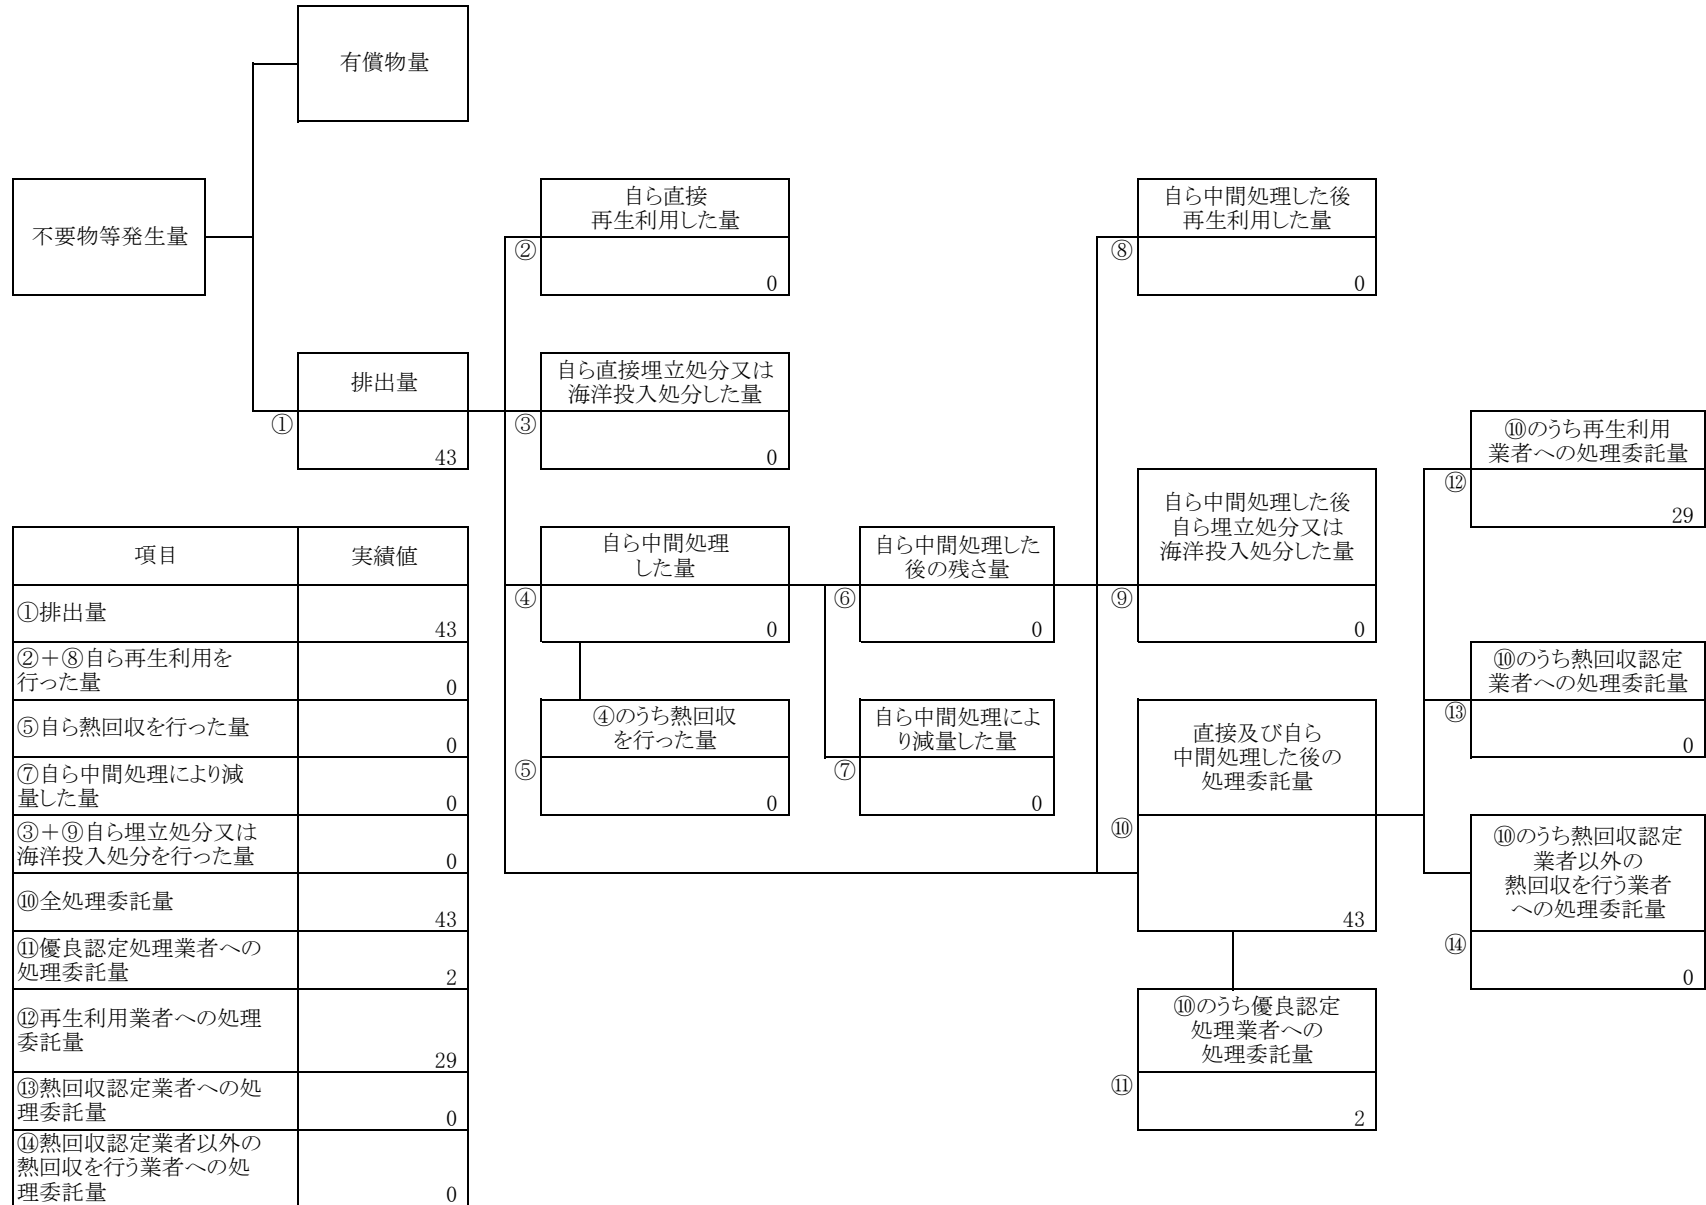 有償物量
不要物等発生量
自ら直接
再生利用した量
②
0
自ら中間処理した後
再生利用した量
⑧
0
排出量
①
43
自ら直接埋立処分又は
海洋投入処分した量
③
0
⑩のうち再生利用
業者への処理委託量
⑫
29
自ら中間処理
した量
④
0
自ら中間処理した
後の残さ量
⑥
0
自ら中間処理した後
自ら埋立処分又は
海洋投入処分した量
⑨
0
⑩のうち熱回収認定
業者への処理委託量
⑬
0
④のうち熱回収
を行った量
⑤
0
自ら中間処理によ
り減量した量
⑦
0
直接及び自ら
中間処理した後の
処理委託量
⑩
43
⑩のうち熱回収認定
業者以外の
熱回収を行う業者
への処理委託量
⑭
0
⑩のうち優良認定
処理業者への
処理委託量
⑪
2
項目 実績値
①排出量
43
②+⑧自ら再生利用を
行った量
0
⑤自ら熱回収を行った量
0
⑦自ら中間処理により減
量した量
0
③+⑨自ら埋立処分又は
海洋投入処分を行った量
0
⑩全処理委託量
43
⑪優良認定処理業者への
処理委託量
2
⑫再生利用業者への処理
委託量
29
⑬熱回収認定業者への処
理委託量
0
⑭熱回収認定業者以外の
熱回収を行う業者への処
理委託量
0